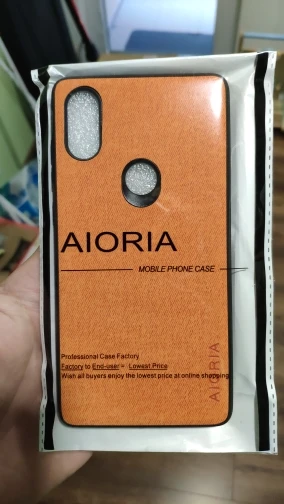 AIORIA
MOBILE PHONE CASE
AIORIA
Professional Case Factory
Factory to End-user = Lowest Price
Wish all buyers enjoy the lowest price at online shopping